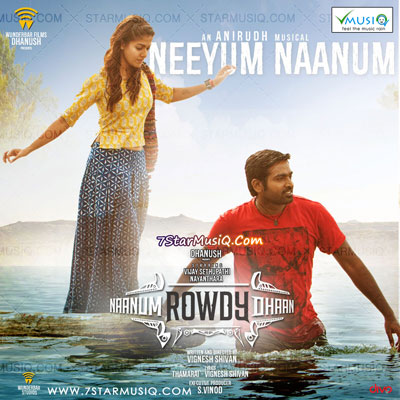 WUNDERBAR FILMS
DHANUSH
PRESENTS
VMUSIQ
feel the music rain
AN ANIRUDH MUSICAL
NEEYUM NAANUM
7StarMusiQ.Com
DHANUSH
VIJAY SETHUPATHI
NAYANTHARA
NAANUM ROWDY DHAAN
WRITTEN AND DIRECTED BY
VIGNESH SHIVAN
THAMARAI VIGNESH SHIVAN
EXECUTIVE PRODUCER
S.VINOD
WUNDERBAR
STUDIOS
WWW.7STARMUSIQ.COM